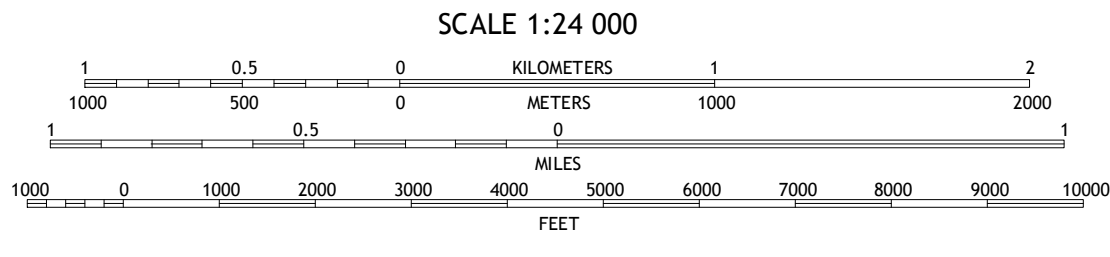 SCALE 1:24 000
1 0.5 0 KILOMETERS 1 2
1000 500 0 METERS 1000 2000
1 0.5 0 1
MILES
1000 0 1000 2000 3000 4000 5000 6000 7000 8000 9000 10000
FEET